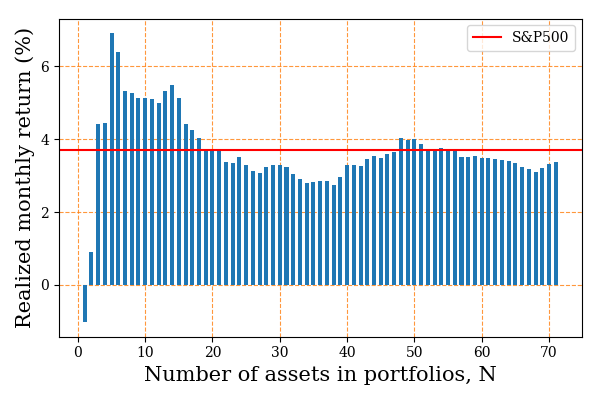 S&P500
Realized monthly return (%)
6
4
2
0
0 10 20 30 40 50 60 70
Number of assets in portfolios, N